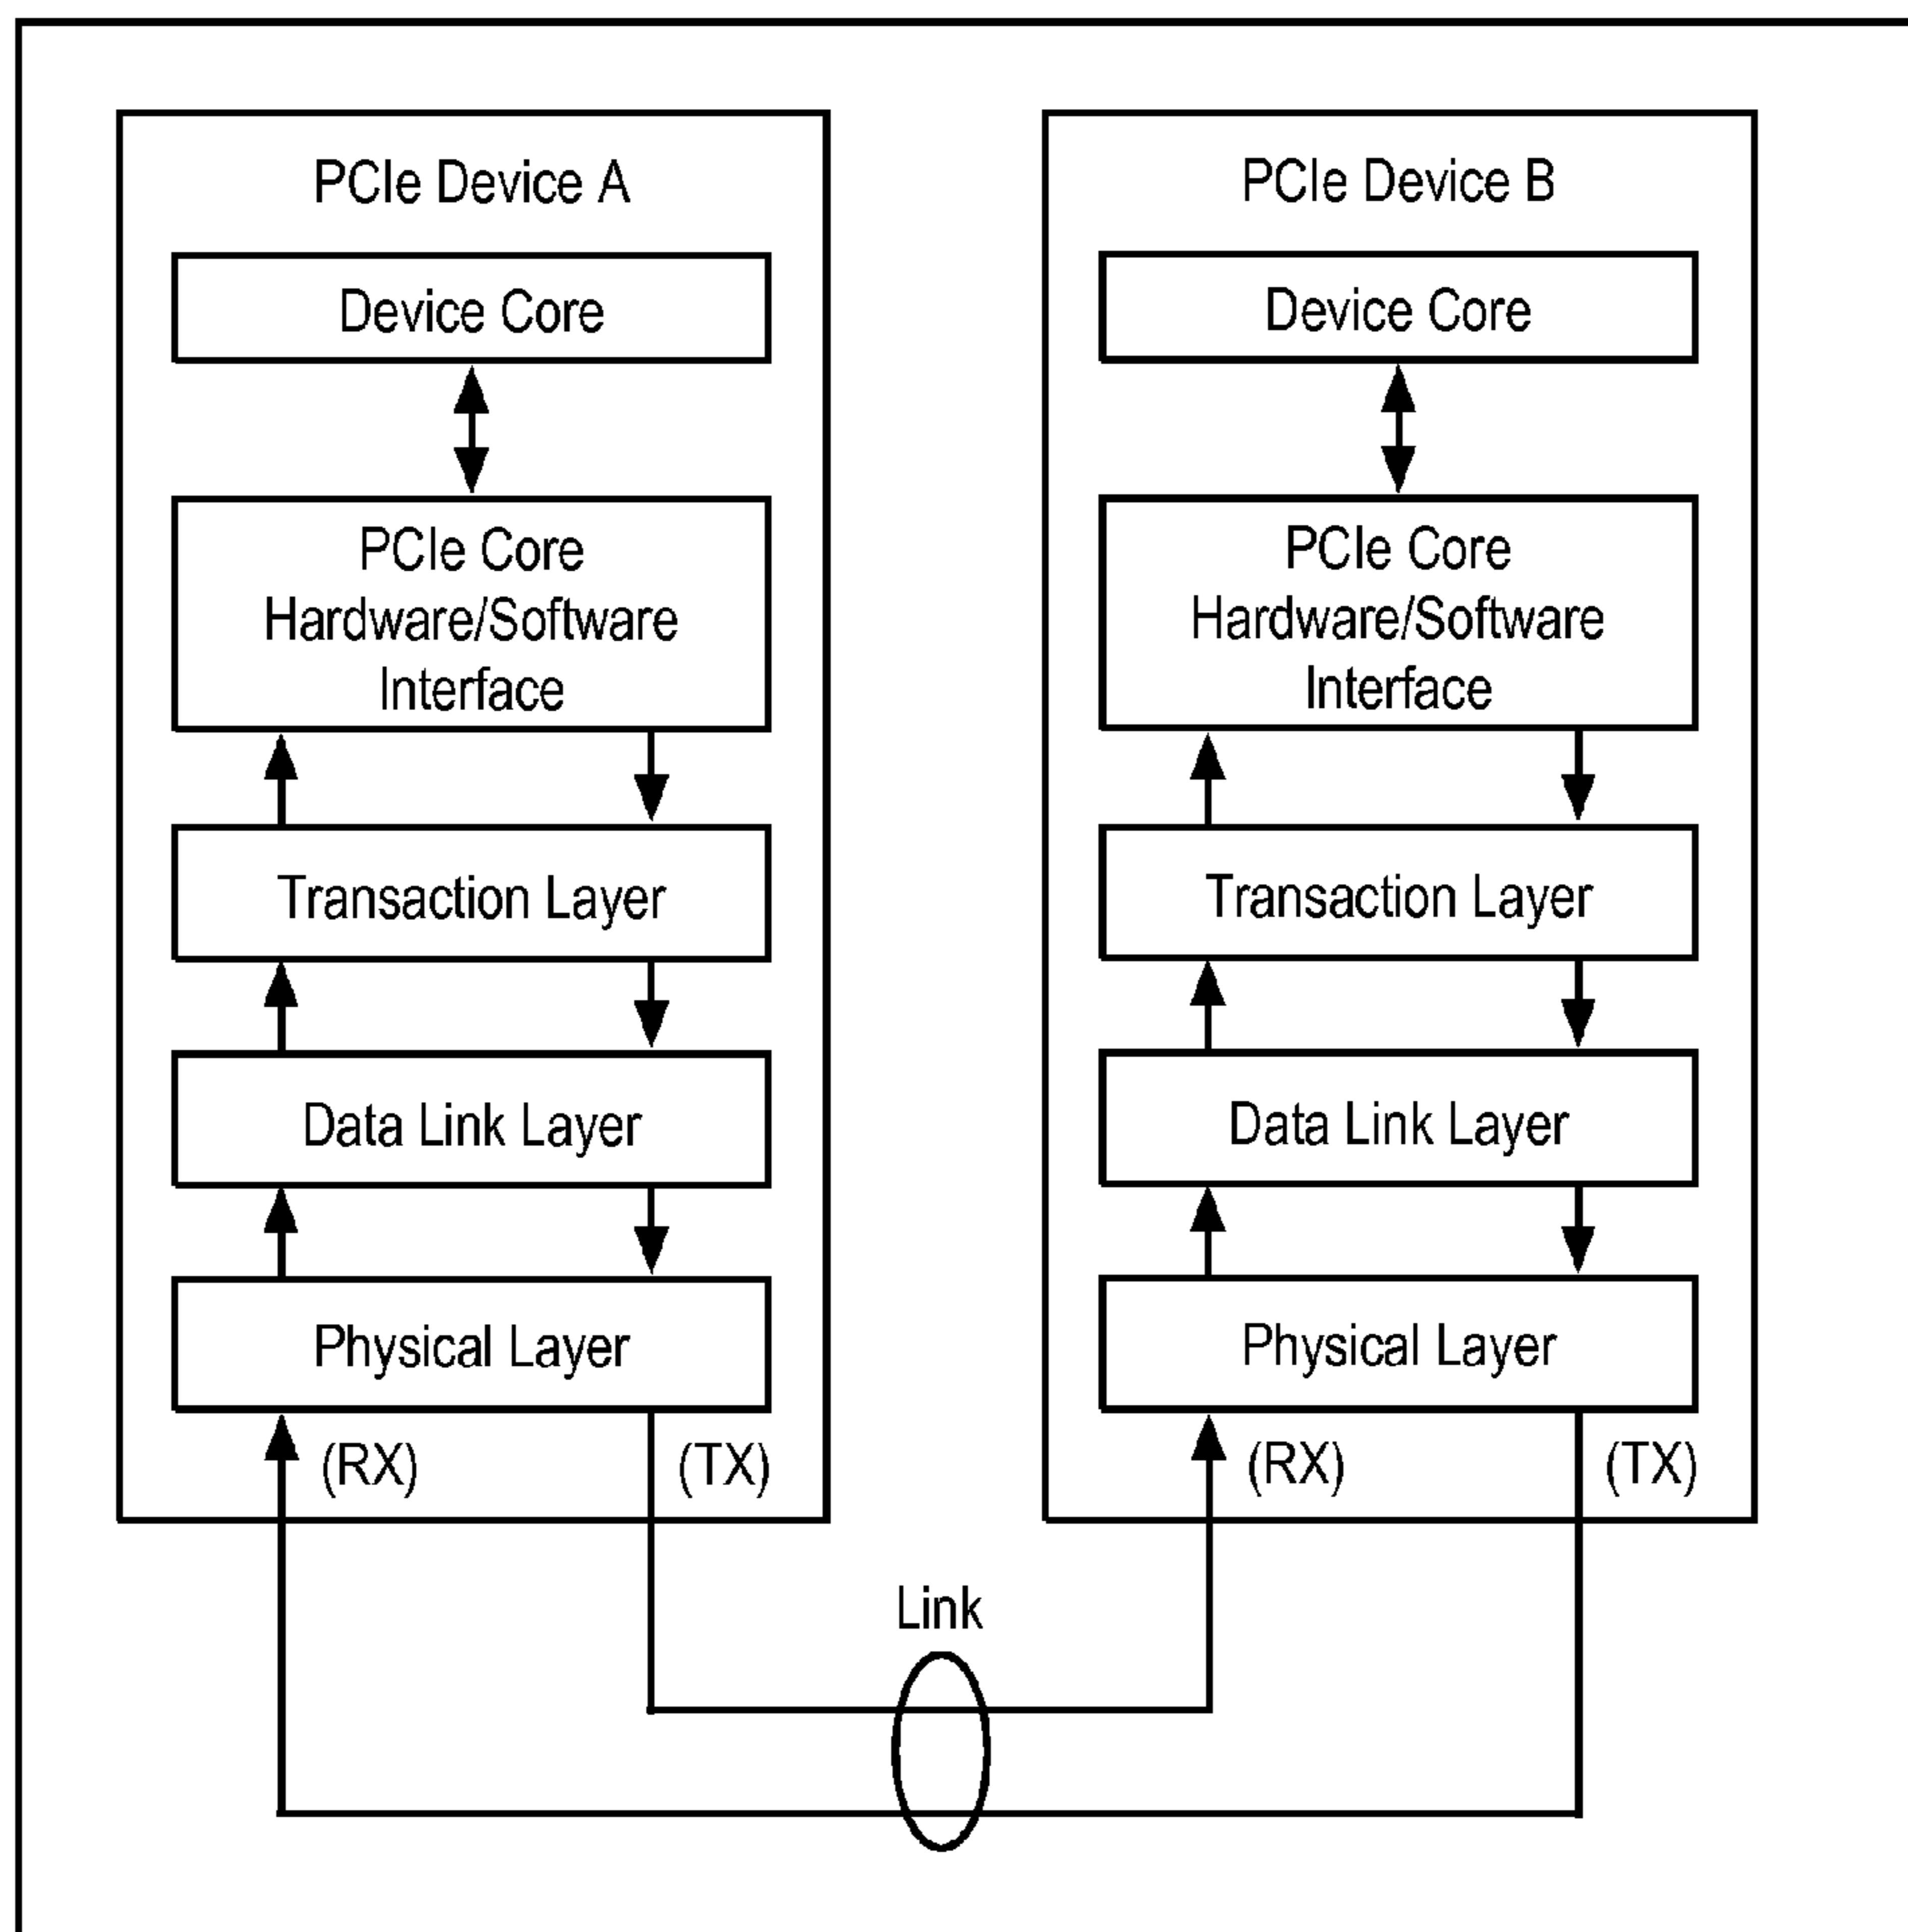 PCIe Device A
Device Core
PCIe Core
Hardware/Software
Interface
Transaction Layer
Data Link Layer
Physical Layer
(RX)
(TX)
PCIe Device B
Device Core
PCIe Core
Hardware/Software
Interface
Transaction Layer
Data Link Layer
Physical Layer
(RX)
(TX)
Link